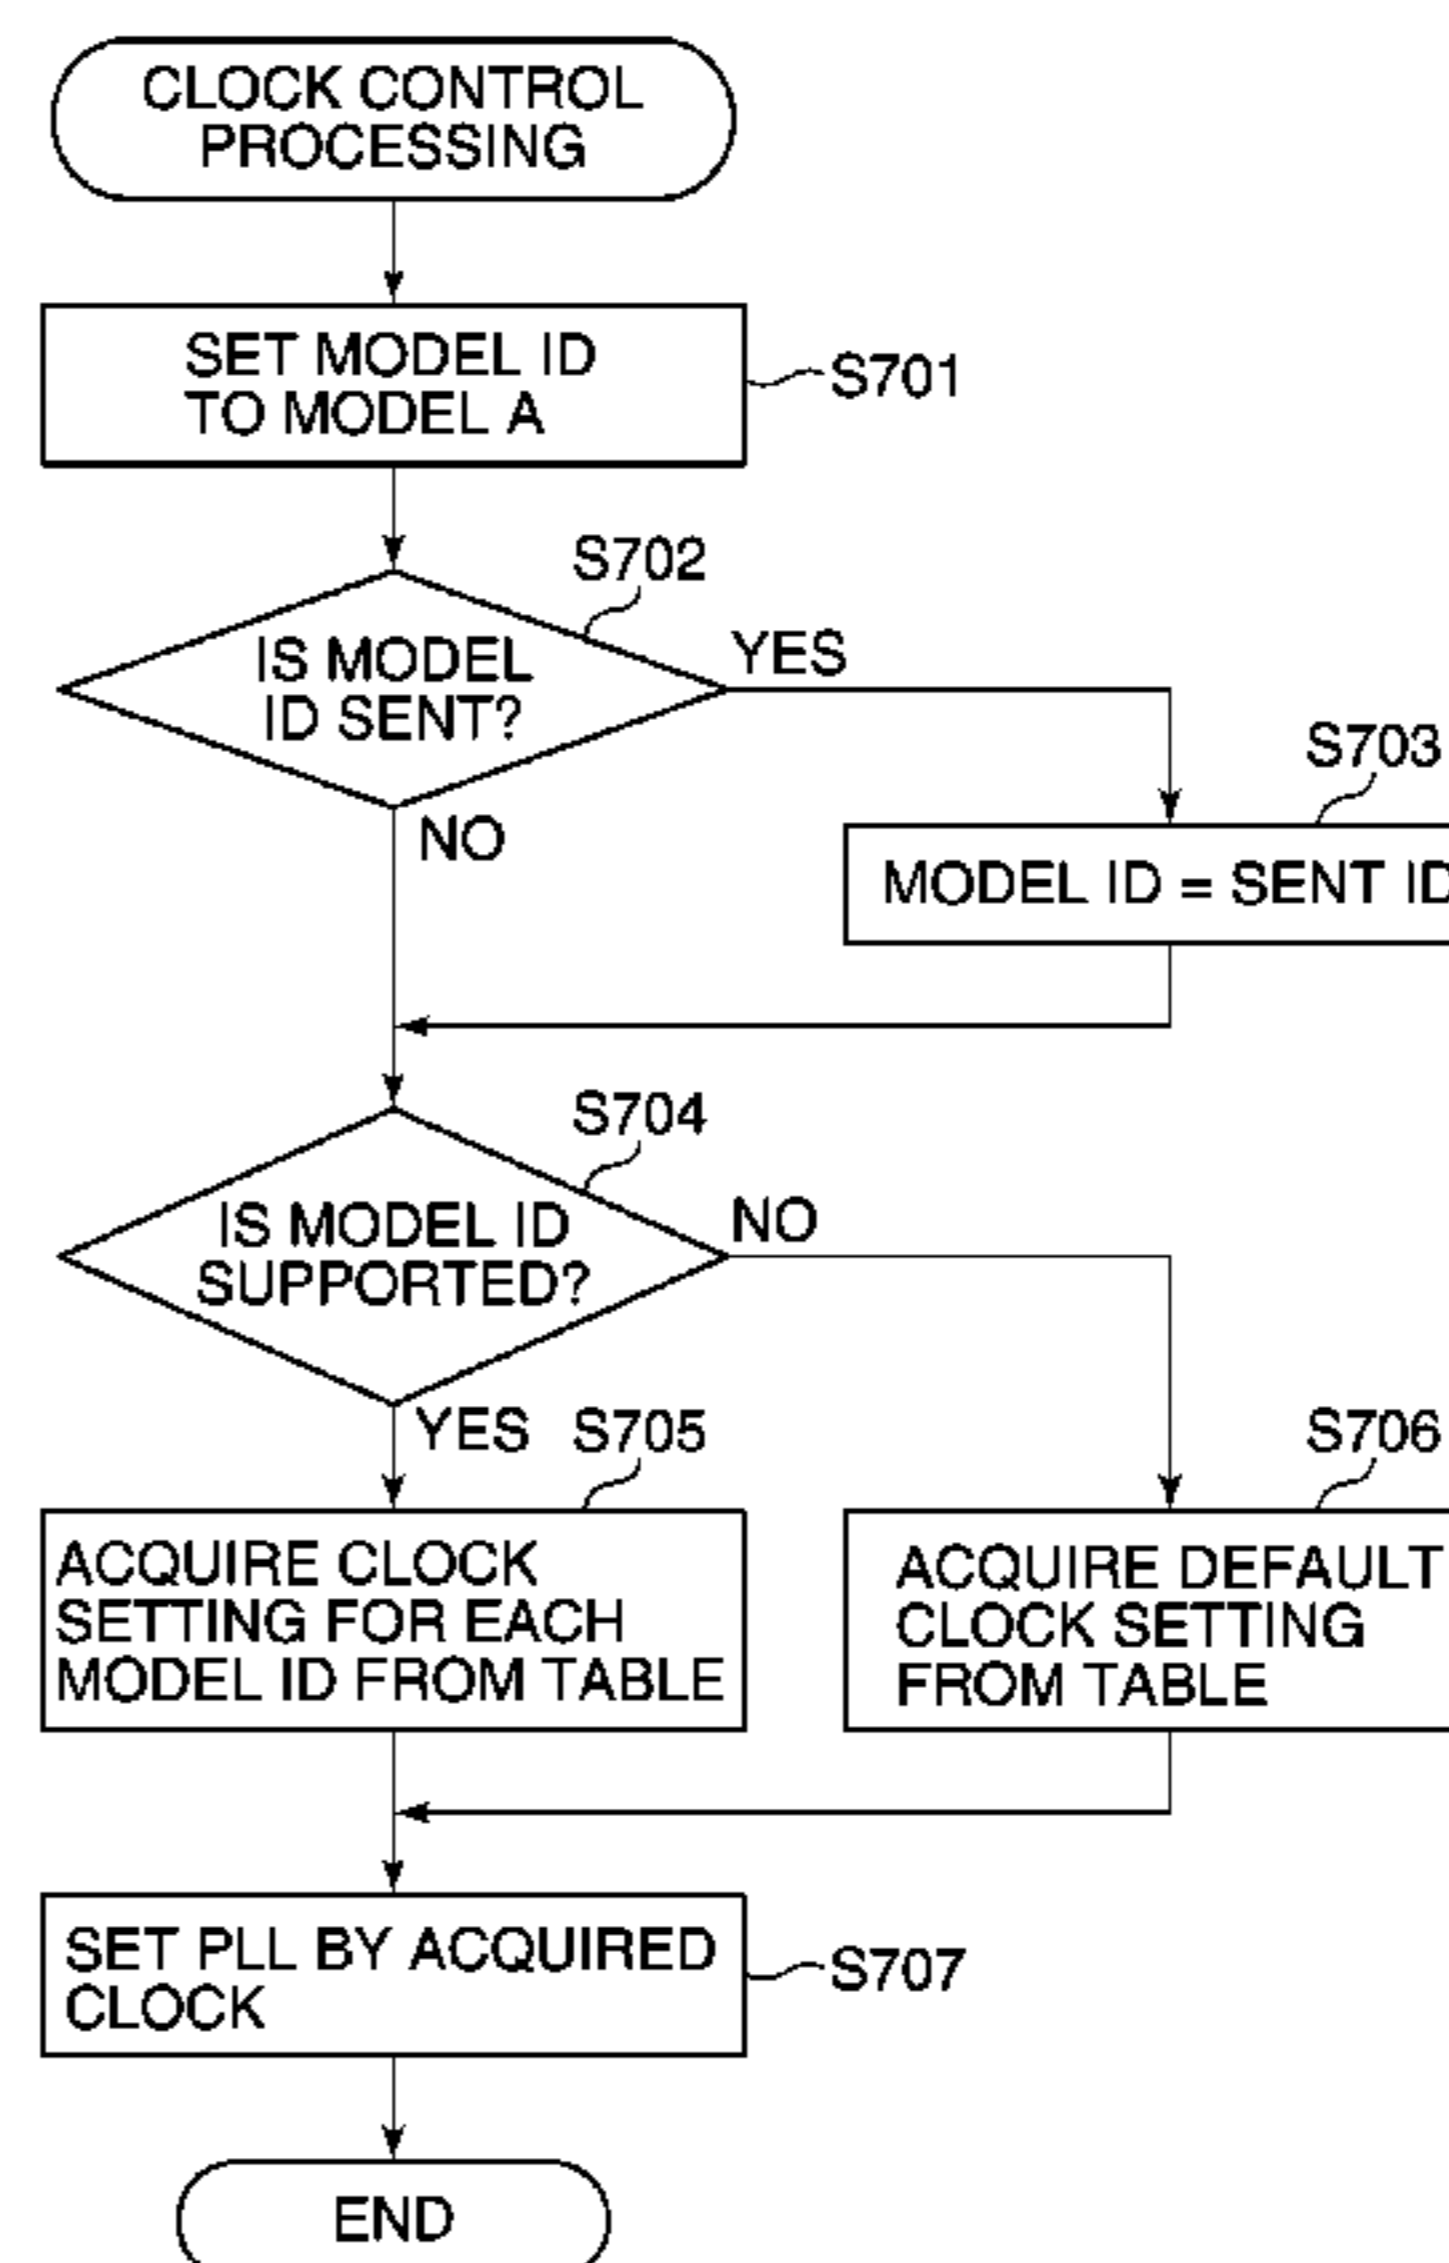 CLOCK CONTROL
PROCESSING
SET MODEL ID
TO MODEL A
S701
S702
IS MODEL
ID SENT?
YES
NO
S703
MODEL ID = SENT ID
S704
IS MODEL ID
SUPPORTED?
NO
YES
S705
ACQUIRE CLOCK
SETTING FOR EACH
MODEL ID FROM TABLE
S706
ACQUIRE DEFAULT
CLOCK SETTING
FROM TABLE
SET PLL BY ACQUIRED
CLOCK
S707
END